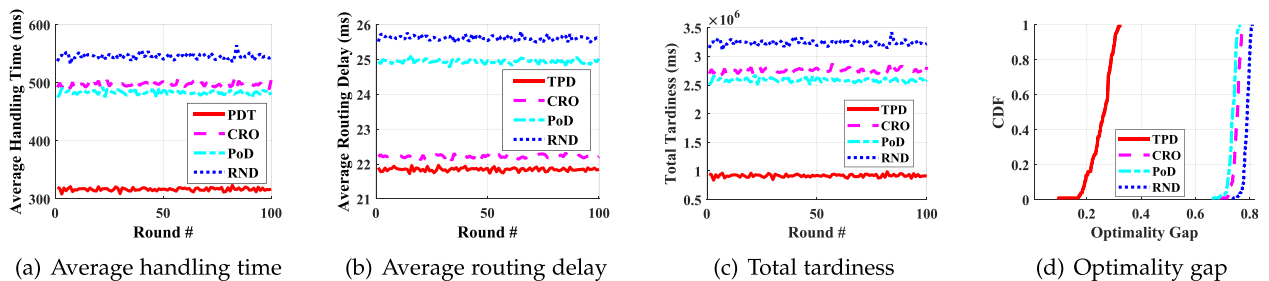 Average Handling Time (ms)
600
500
400
300
0
50
100
Round #
PDT
CRO
PoD
RND
(a) Average handling time
Average Routing Delay (ms)
26
25
24
23
22
21
0
50
100
Round #
TPD
CRO
PoD
RND
(b) Average routing delay
Total Tardiness (ms)
×10⁶
3.5
3
2.5
2
1.5
1
0.5
0
50
100
Round #
TPD
CRO
PoD
RND
(c) Total tardiness
CDF
1
0.8
0.6
0.4
0.2
0
0.2
0.4
0.6
0.8
Optimality Gap
TPD
CRO
PoD
RND
(d) Optimality gap